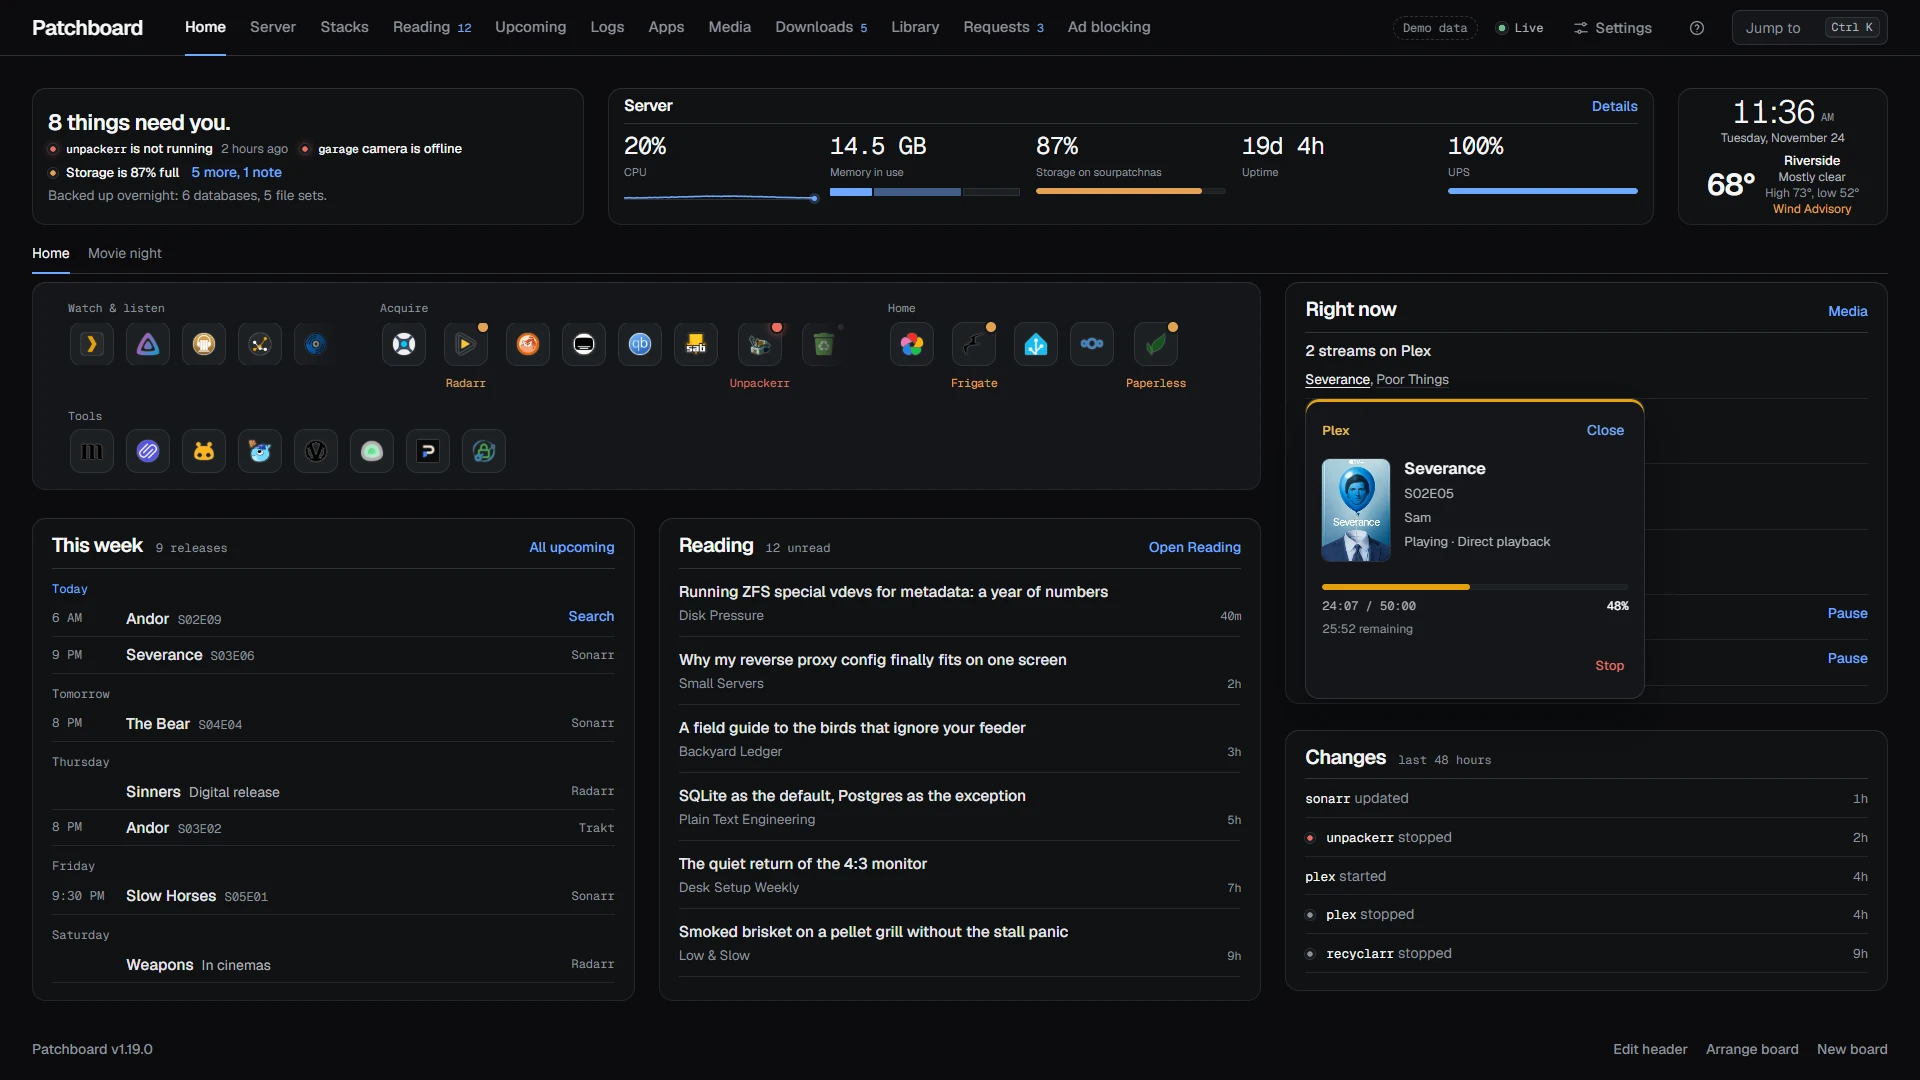 Patchboard
Home
Server
Stacks
Reading 12
Upcoming
Logs
Apps
Media
Downloads 5
Library
Requests 3
Ad blocking
Demo data
Live
Settings
Jump to
Ctrl K
8 things need you.
unpackerr is not running 2 hours ago
garage camera is offline
Storage is 87% full
5 more, 1 note
Backed up overnight: 6 databases, 5 file sets.
Server
Details
20%
CPU
14.5 GB
Memory in use
87%
Storage on sourpatchnas
19d 4h
Uptime
100%
UPS
11:36 AM
Tuesday, November 24
68°
Riverside
Mostly clear
High 73°, low 52°
Wind Advisory
Home
Movie night
Watch & listen
Acquire
Radarr
qb
sab
Unpackerr
Home
Frigate
Paperless
Tools
m
This week 9 releases
All upcoming
Today
6 AM Andor S02E09 Search
9 PM Severance S03E06 Sonarr
Tomorrow
8 PM The Bear S04E04 Sonarr
Thursday
Sinners Digital release Radarr
8 PM Andor S03E02 Trakt
Friday
9:30 PM Slow Horses S05E01 Sonarr
Saturday
Weapons In cinemas Radarr
Reading 12 unread
Open Reading
Running ZFS special vdevs for metadata: a year of numbers
Disk Pressure 40m
Why my reverse proxy config finally fits on one screen
Small Servers 2h
A field guide to the birds that ignore your feeder
Backyard Ledger 3h
SQLite as the default, Postgres as the exception
Plain Text Engineering 5h
The quiet return of the 4:3 monitor
Desk Setup Weekly 7h
Smoked brisket on a pellet grill without the stall panic
Low & Slow 9h
Right now
Media
2 streams on Plex
Severance, Poor Things
Plex
Close
Severance
Severance
S02E05
Sam
Playing · Direct playback
24:07 / 50:00 48%
25:52 remaining
Stop
Pause
Pause
Changes last 48 hours
sonarr updated 1h
unpackerr stopped 2h
plex started 4h
plex stopped 4h
recyclarr stopped 9h
Patchboard v1.19.0
Edit header
Arrange board
New board